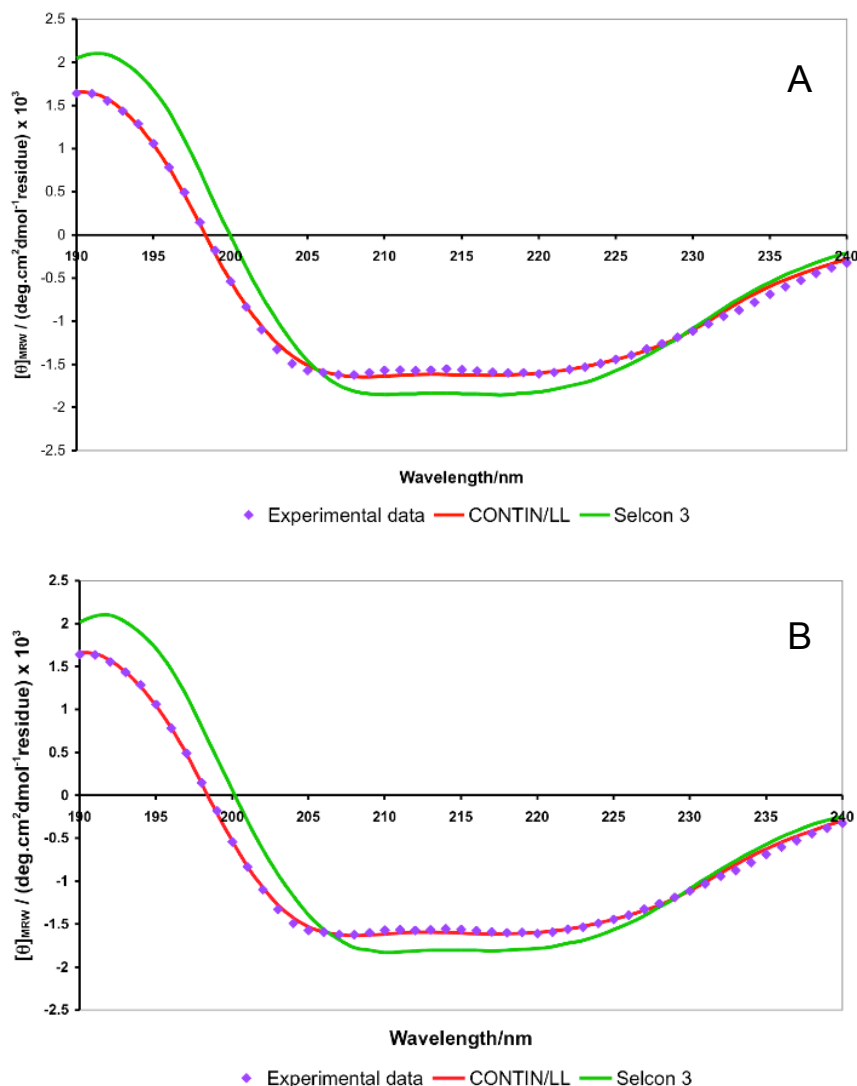 A
2.5
2
1.5
1
0.5
0
-0.5
-1
-1.5
-2
-2.5
190 195 200 205 210 215 220 225 230 235 240
[θ]MRW / (deg.cm²dmol⁻¹residue) x 10³
Wavelength/nm
Experimental data CONTIN/LL Selcon 3
B
2.5
2
1.5
1
0.5
0
-0.5
-1
-1.5
-2
-2.5
190 195 200 205 210 215 220 225 230 235 240
[θ]MRW / (deg.cm²dmol⁻¹residue) x 10³
Wavelength/nm
Experimental data CONTIN/LL Selcon 3